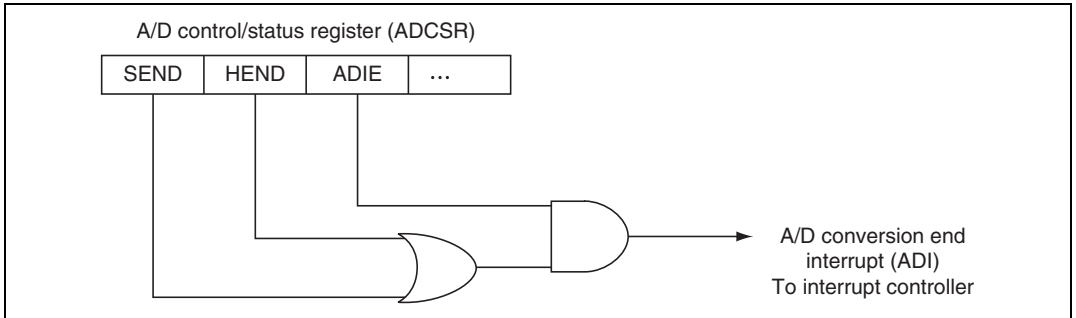 A/D control/status register (ADCSR)
SEND HEND ADIE ...
A/D conversion end
interrupt (ADI)
To interrupt controller